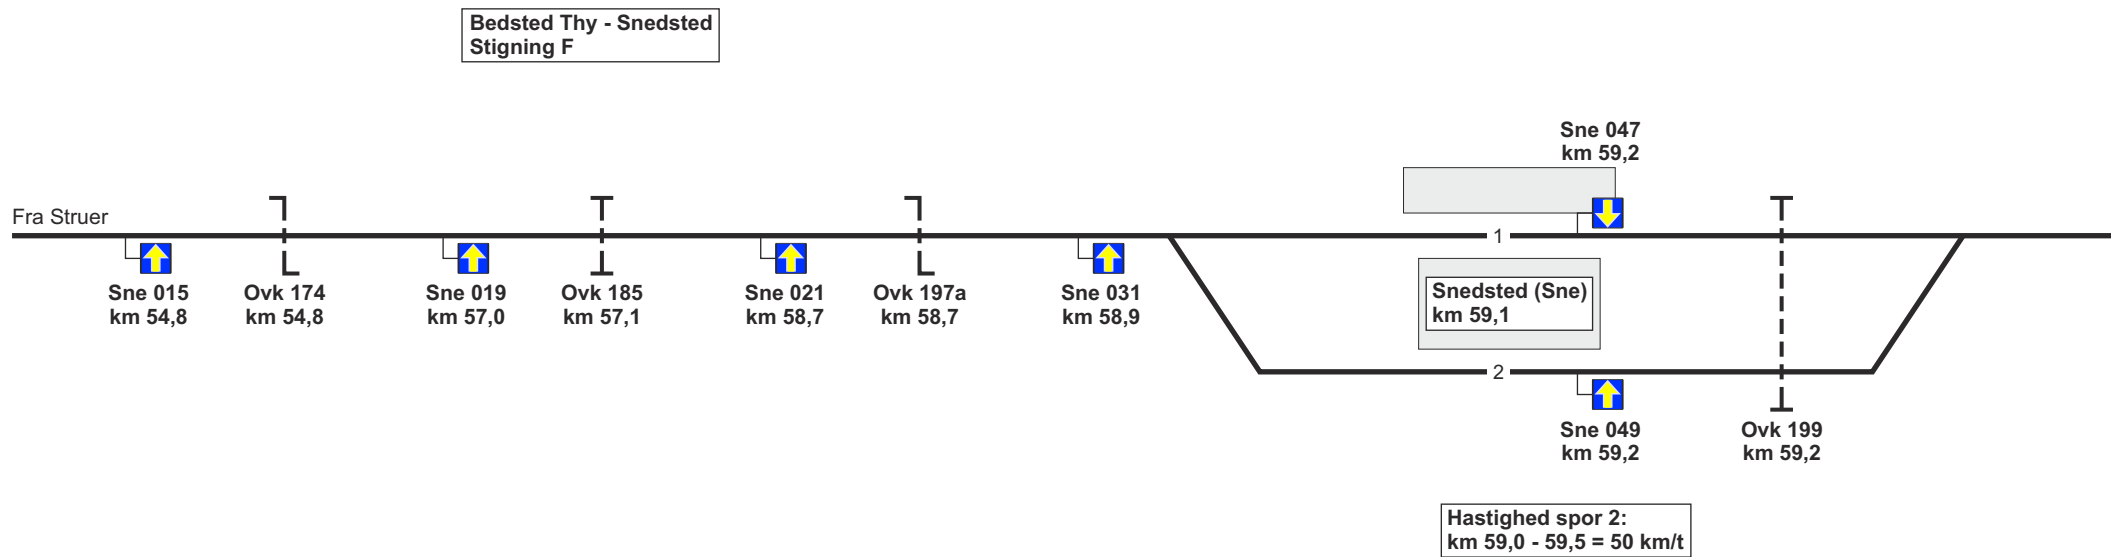 Bedsted Thy - Snedsted
Stigning F
Sne 047
km 59,2
Fra Struer
1
Sne 015
km 54,8
Ovk 174
km 54,8
Sne 019
km 57,0
Ovk 185
km 57,1
Sne 021
km 58,7
Ovk 197a
km 58,7
Sne 031
km 58,9
Snedsted (Sne)
km 59,1
2
Sne 049
km 59,2
Ovk 199
km 59,2
Hastighed spor 2:
km 59,0 - 59,5 = 50 km/t